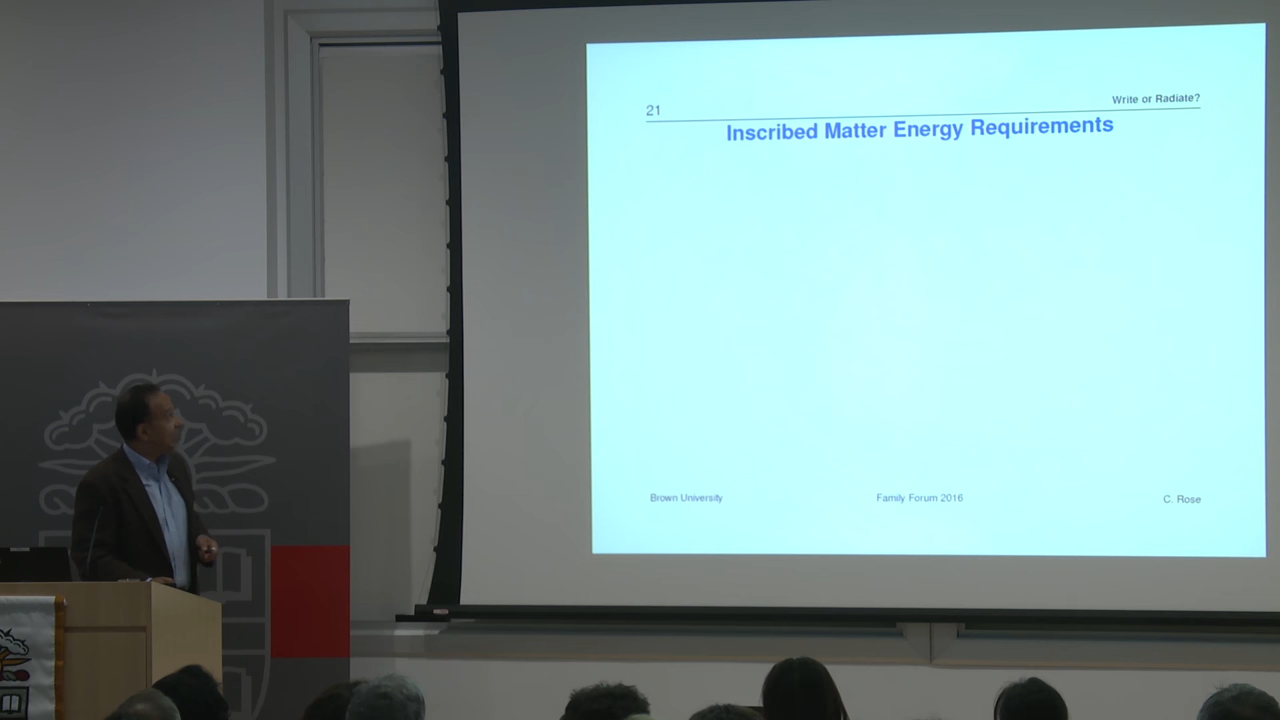 21
Write or Radiate?
Inscribed Matter Energy Requirements
Brown University
Family Forum 2016
C. Rose